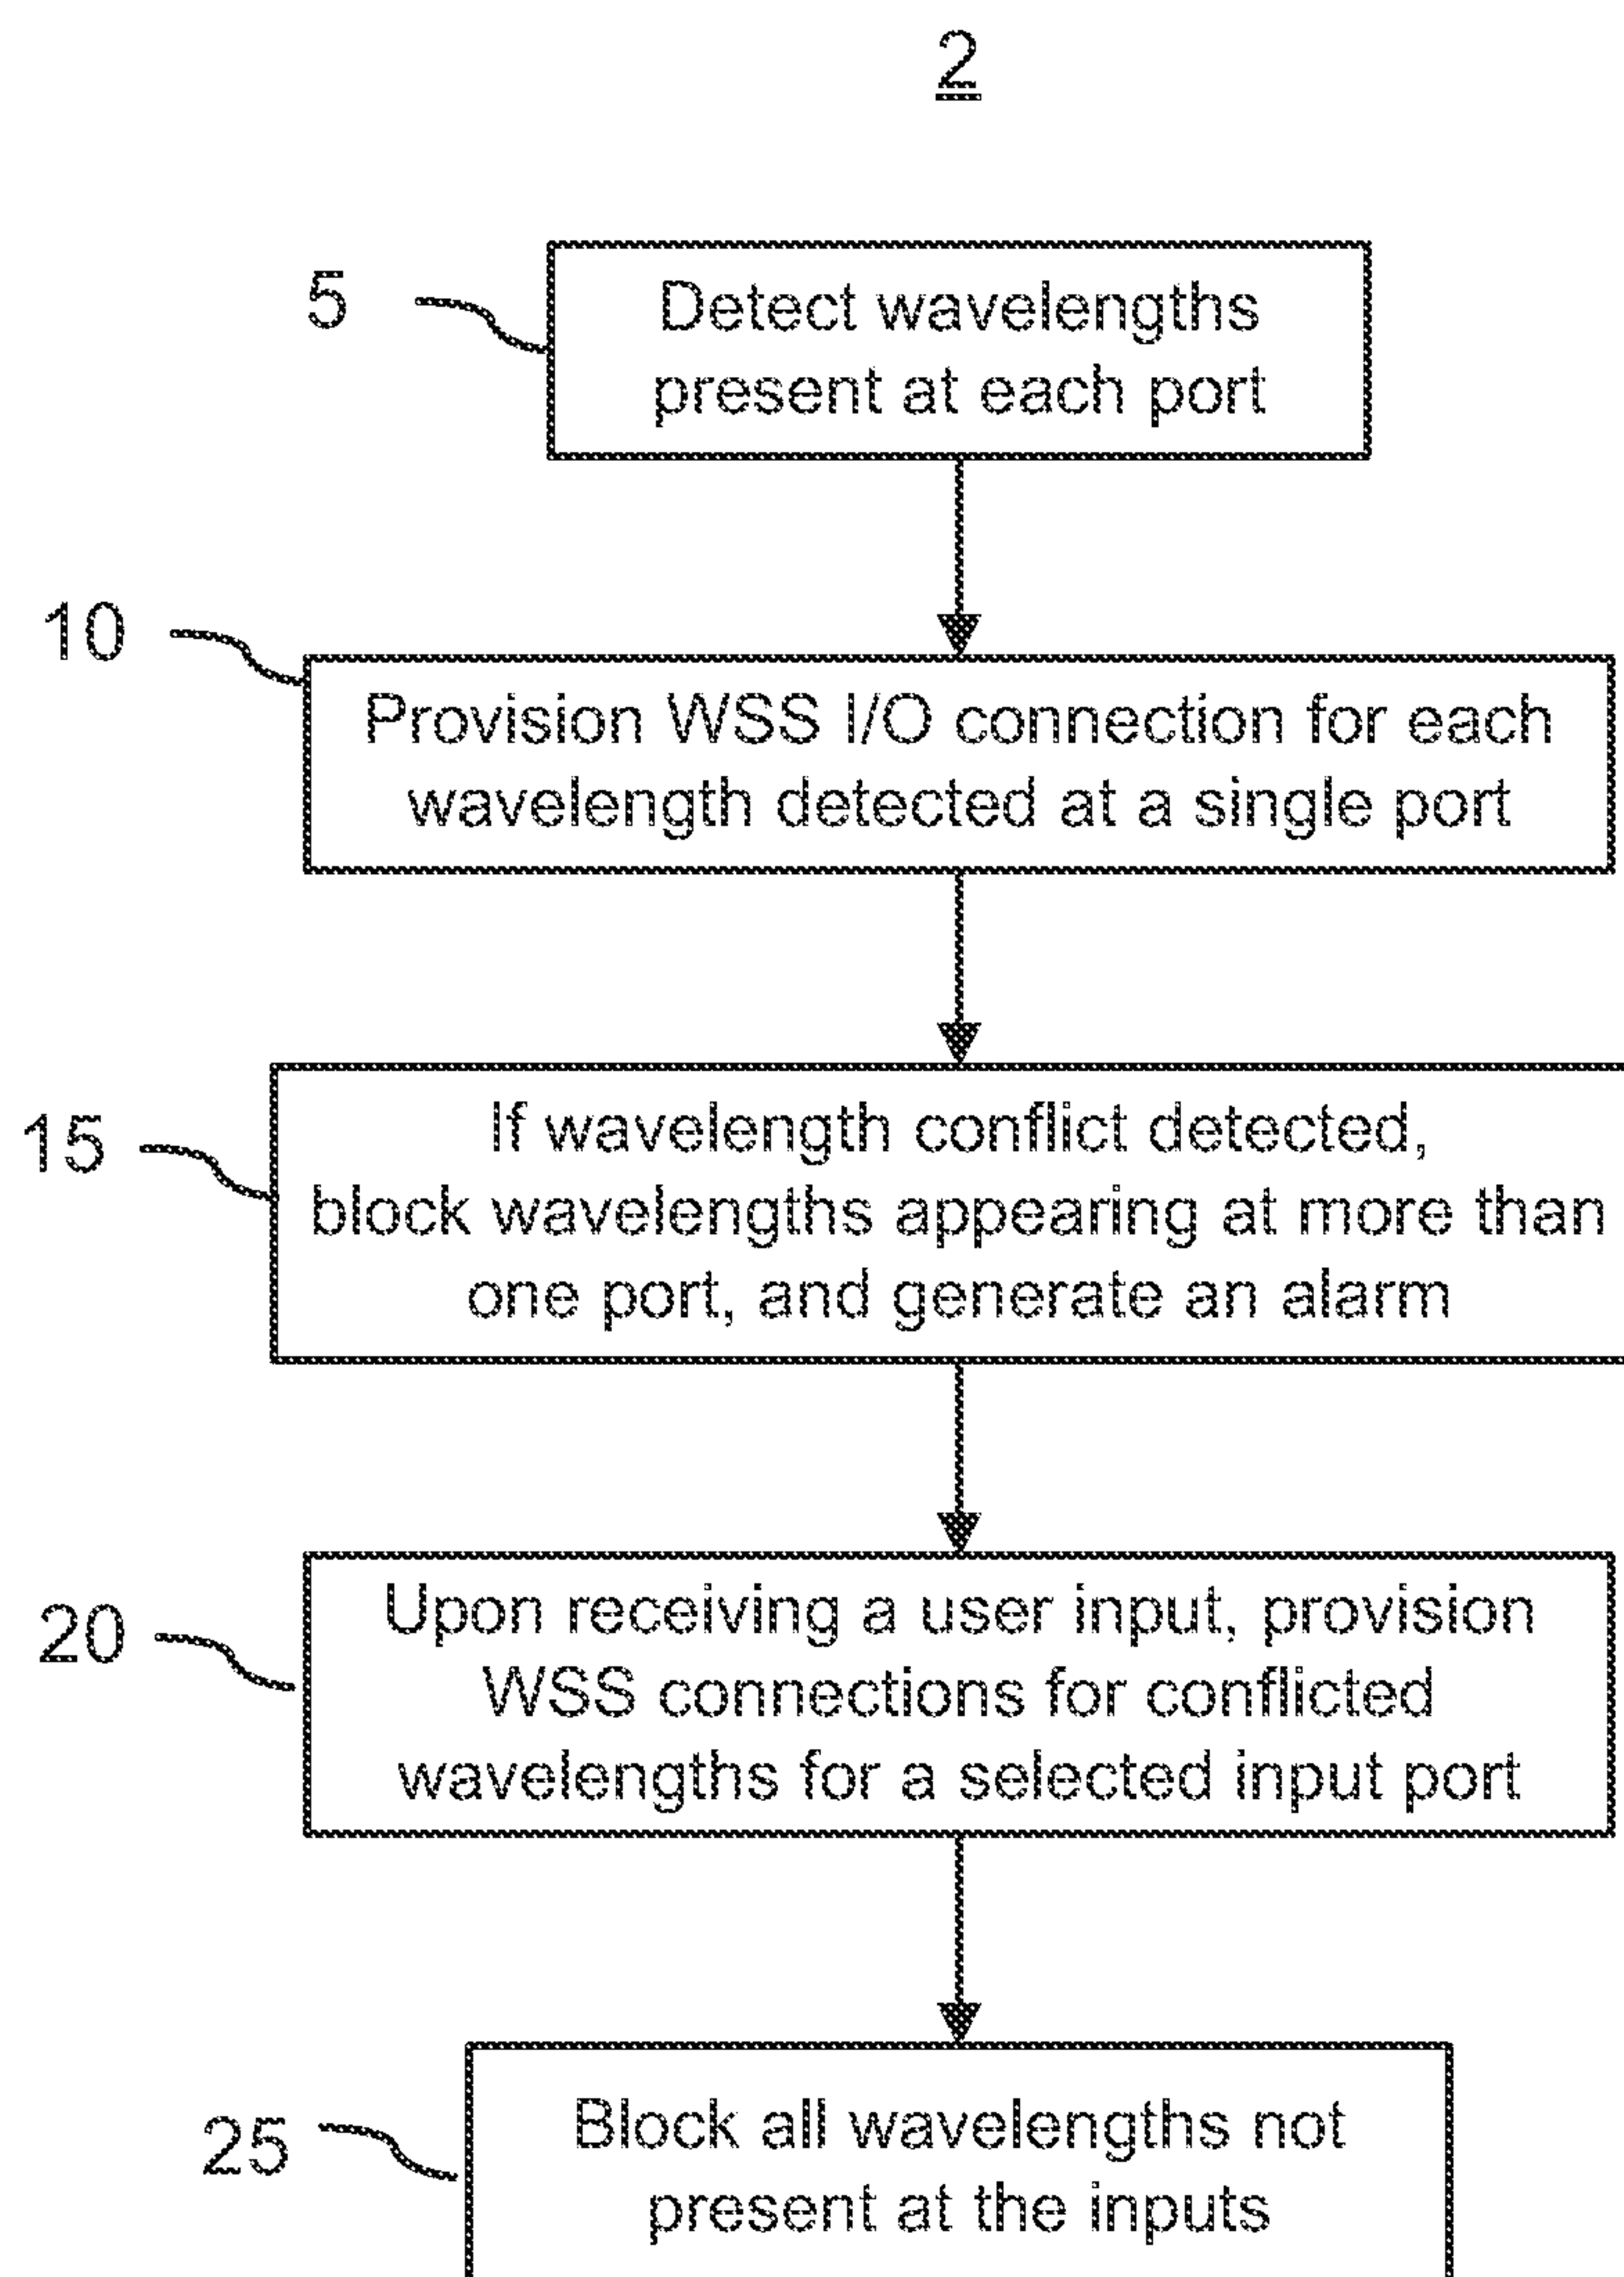 2
5
Detect wavelengths
present at each port
10
Provision WSS I/O connection for each
wavelength detected at a single port
15
If wavelength conflict detected,
block wavelengths appearing at more than
one port, and generate an alarm
20
Upon receiving a user input, provision
WSS connections for conflicted
wavelengths for a selected input port
25
Block all wavelengths not
present at the inputs